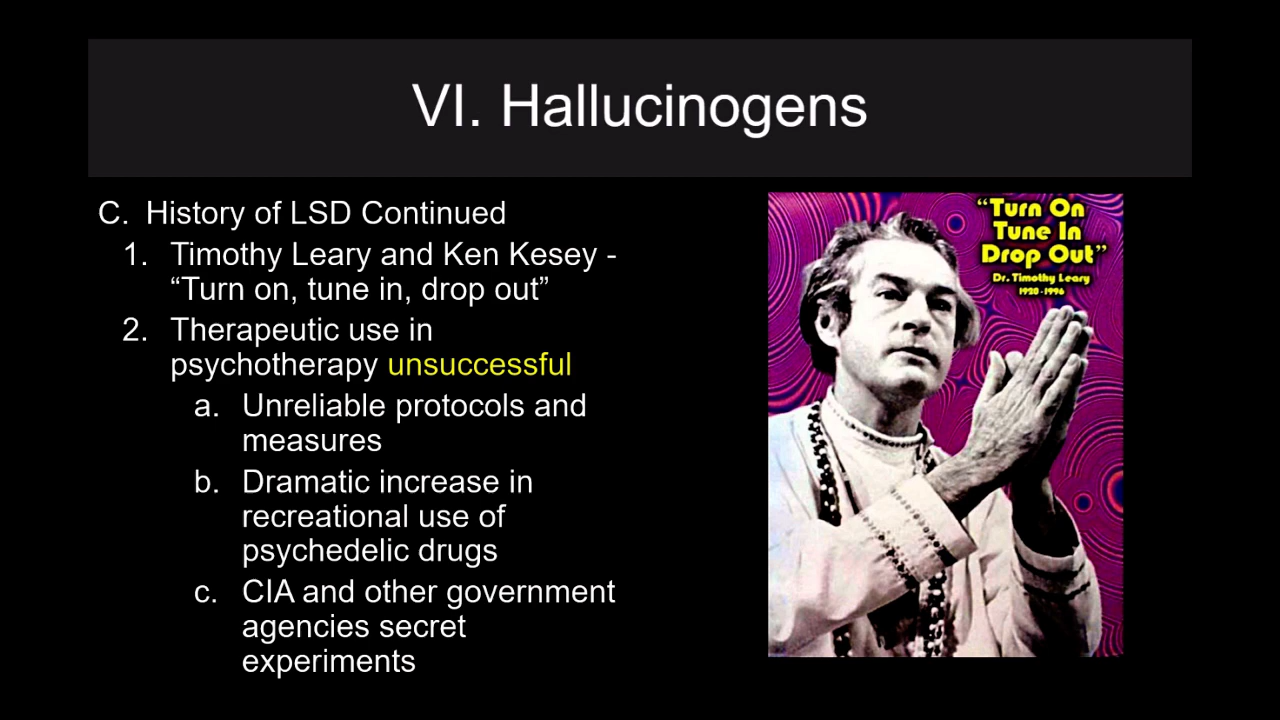 VI. Hallucinogens
C. History of LSD Continued
1. Timothy Leary and Ken Kesey -
“Turn on, tune in, drop out”
2. Therapeutic use in
psychotherapy unsuccessful
a. Unreliable protocols and
measures
b. Dramatic increase in
recreational use of
psychedelic drugs
c. CIA and other government
agencies secret
experiments
“Turn On
Tune In
Drop Out”
Dr. Timothy Leary
1920-1996